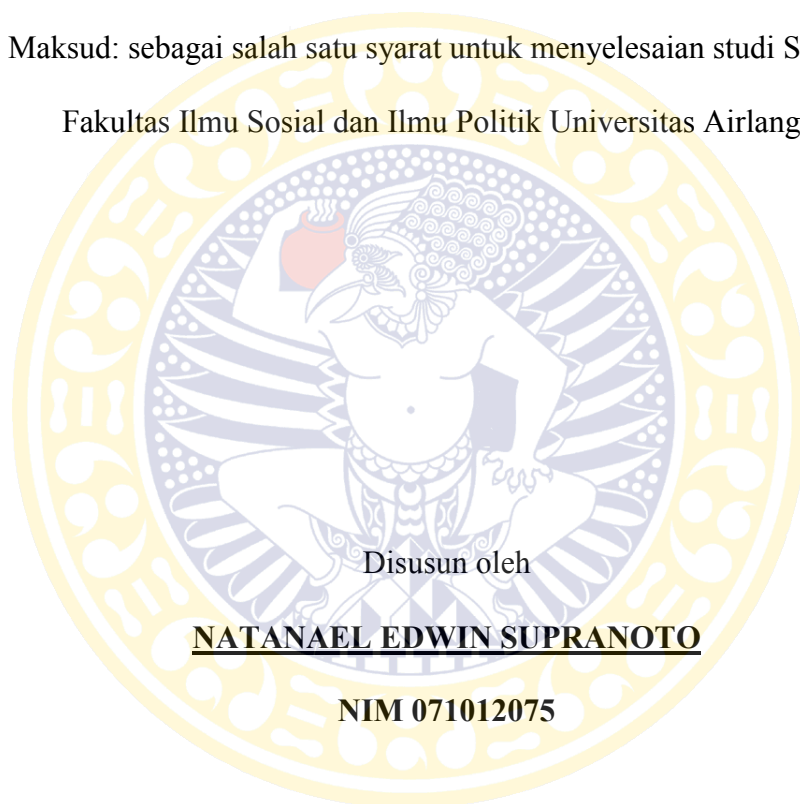 Maksud: sebagai salah satu syarat untuk menyelesaian studi S
Fakultas Ilmu Sosial dan Ilmu Politik Universitas Airlang
Disusun oleh
NATANAEL EDWIN SUPRANOTO
NIM 071012075